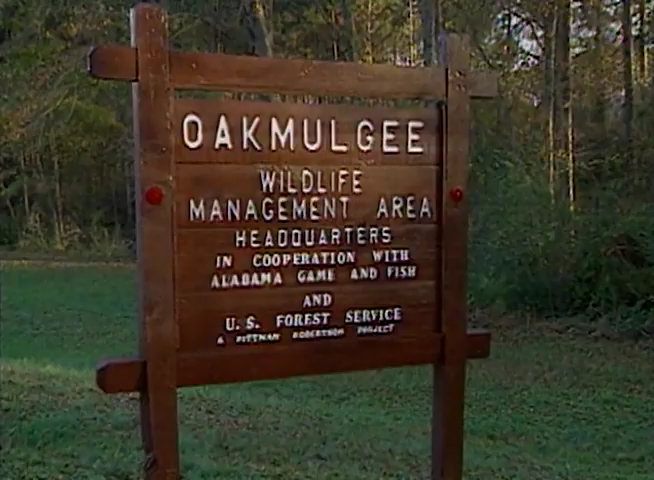 OAKMULGEE
WILDLIFE
MANAGEMENT AREA
HEADQUARTERS
IN COOPERATION WITH
ALABAMA GAME AND FISH
AND
U. S. FOREST SERVICE
A PITTMAN ROBERTSON PROJECT